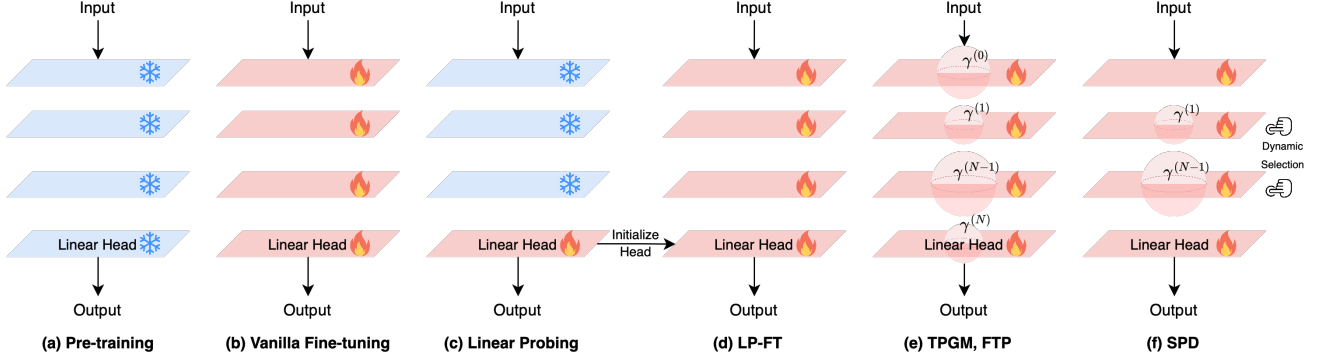 Input
Linear Head
Output
(a) Pre-training
Input
Linear Head
Output
(b) Vanilla Fine-tuning
Input
Linear Head
Output
(c) Linear Probing
Initialize
Head
Input
Linear Head
Output
(d) LP-FT
Input
γ^(0)
γ^(1)
γ^(N−1)
γ^(N)
Linear Head
Output
(e) TPGM, FTP
Input
γ^(1)
γ^(N−1)
Dynamic
Selection
Linear Head
Output
(f) SPD